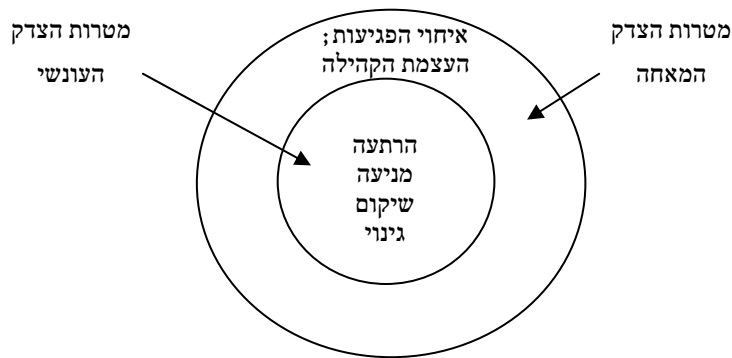 מטרות הצדק
המאחה
איחוי הפגיעות;
העצמת הקהילה
מטרות הצדק
העונשי
הרתעה
מניעה
שיקום
גינוי